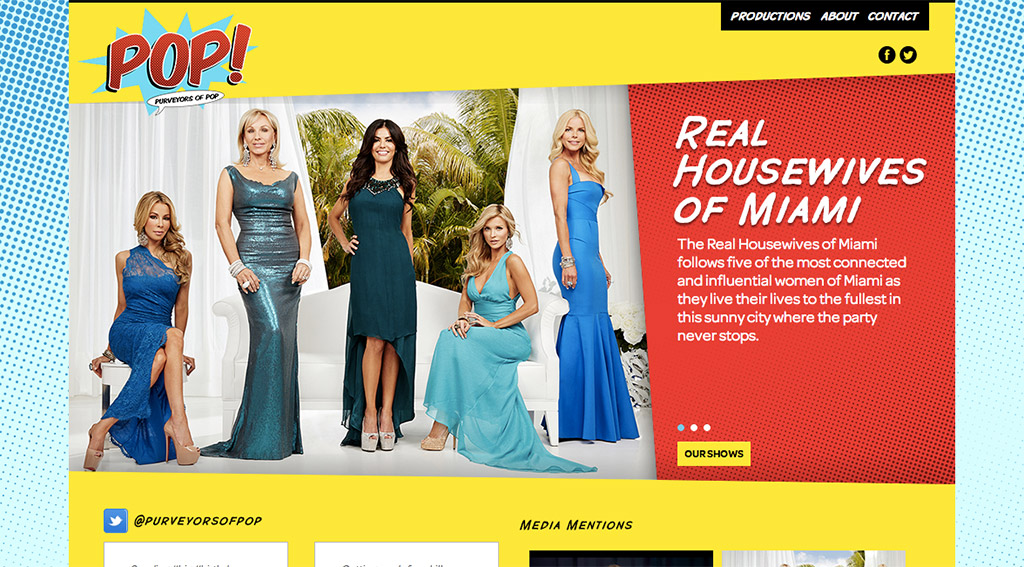 PRODUCTIONS ABOUT CONTACT
POP!
PURVEYORS OF POP
REAL
HOUSEWIVES
OF MIAMI
The Real Housewives of Miami
follows five of the most connected
and influential women of Miami as
they live their lives to the fullest in
this sunny city where the party
never stops.
OUR SHOWS
@PURVEYORSOFPOP
MEDIA MENTIONS